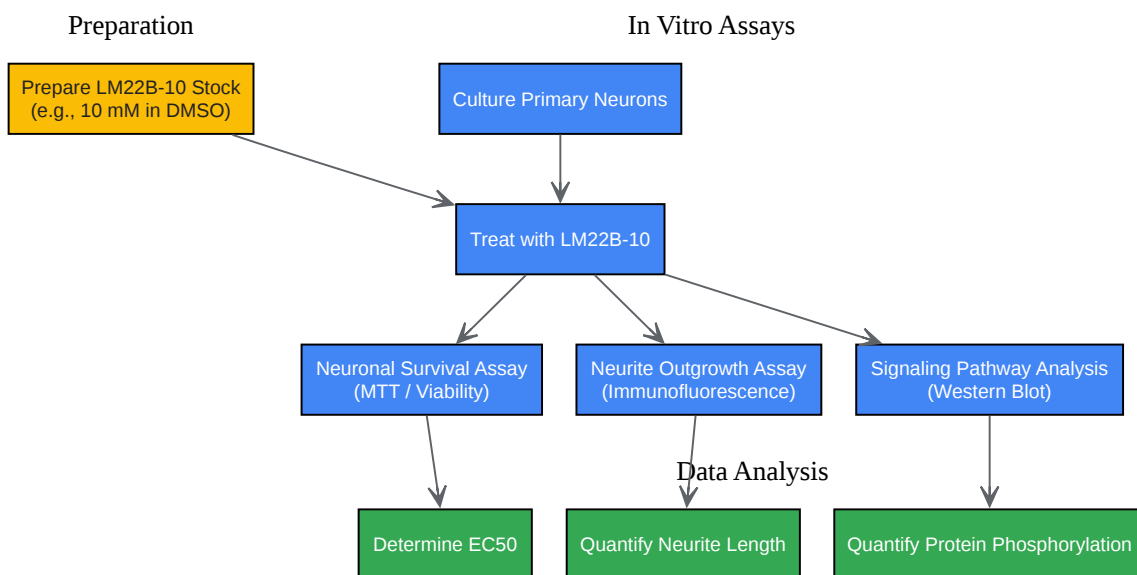 Preparation
In Vitro Assays
Prepare LM22B-10 Stock
(e.g., 10 mM in DMSO)
Culture Primary Neurons
Treat with LM22B-10
Neuronal Survival Assay
(MTT / Viability)
Neurite Outgrowth Assay
(Immunofluorescence)
Signaling Pathway Analysis
(Western Blot)
Data Analysis
Determine EC50
Quantify Neurite Length
Quantify Protein Phosphorylation